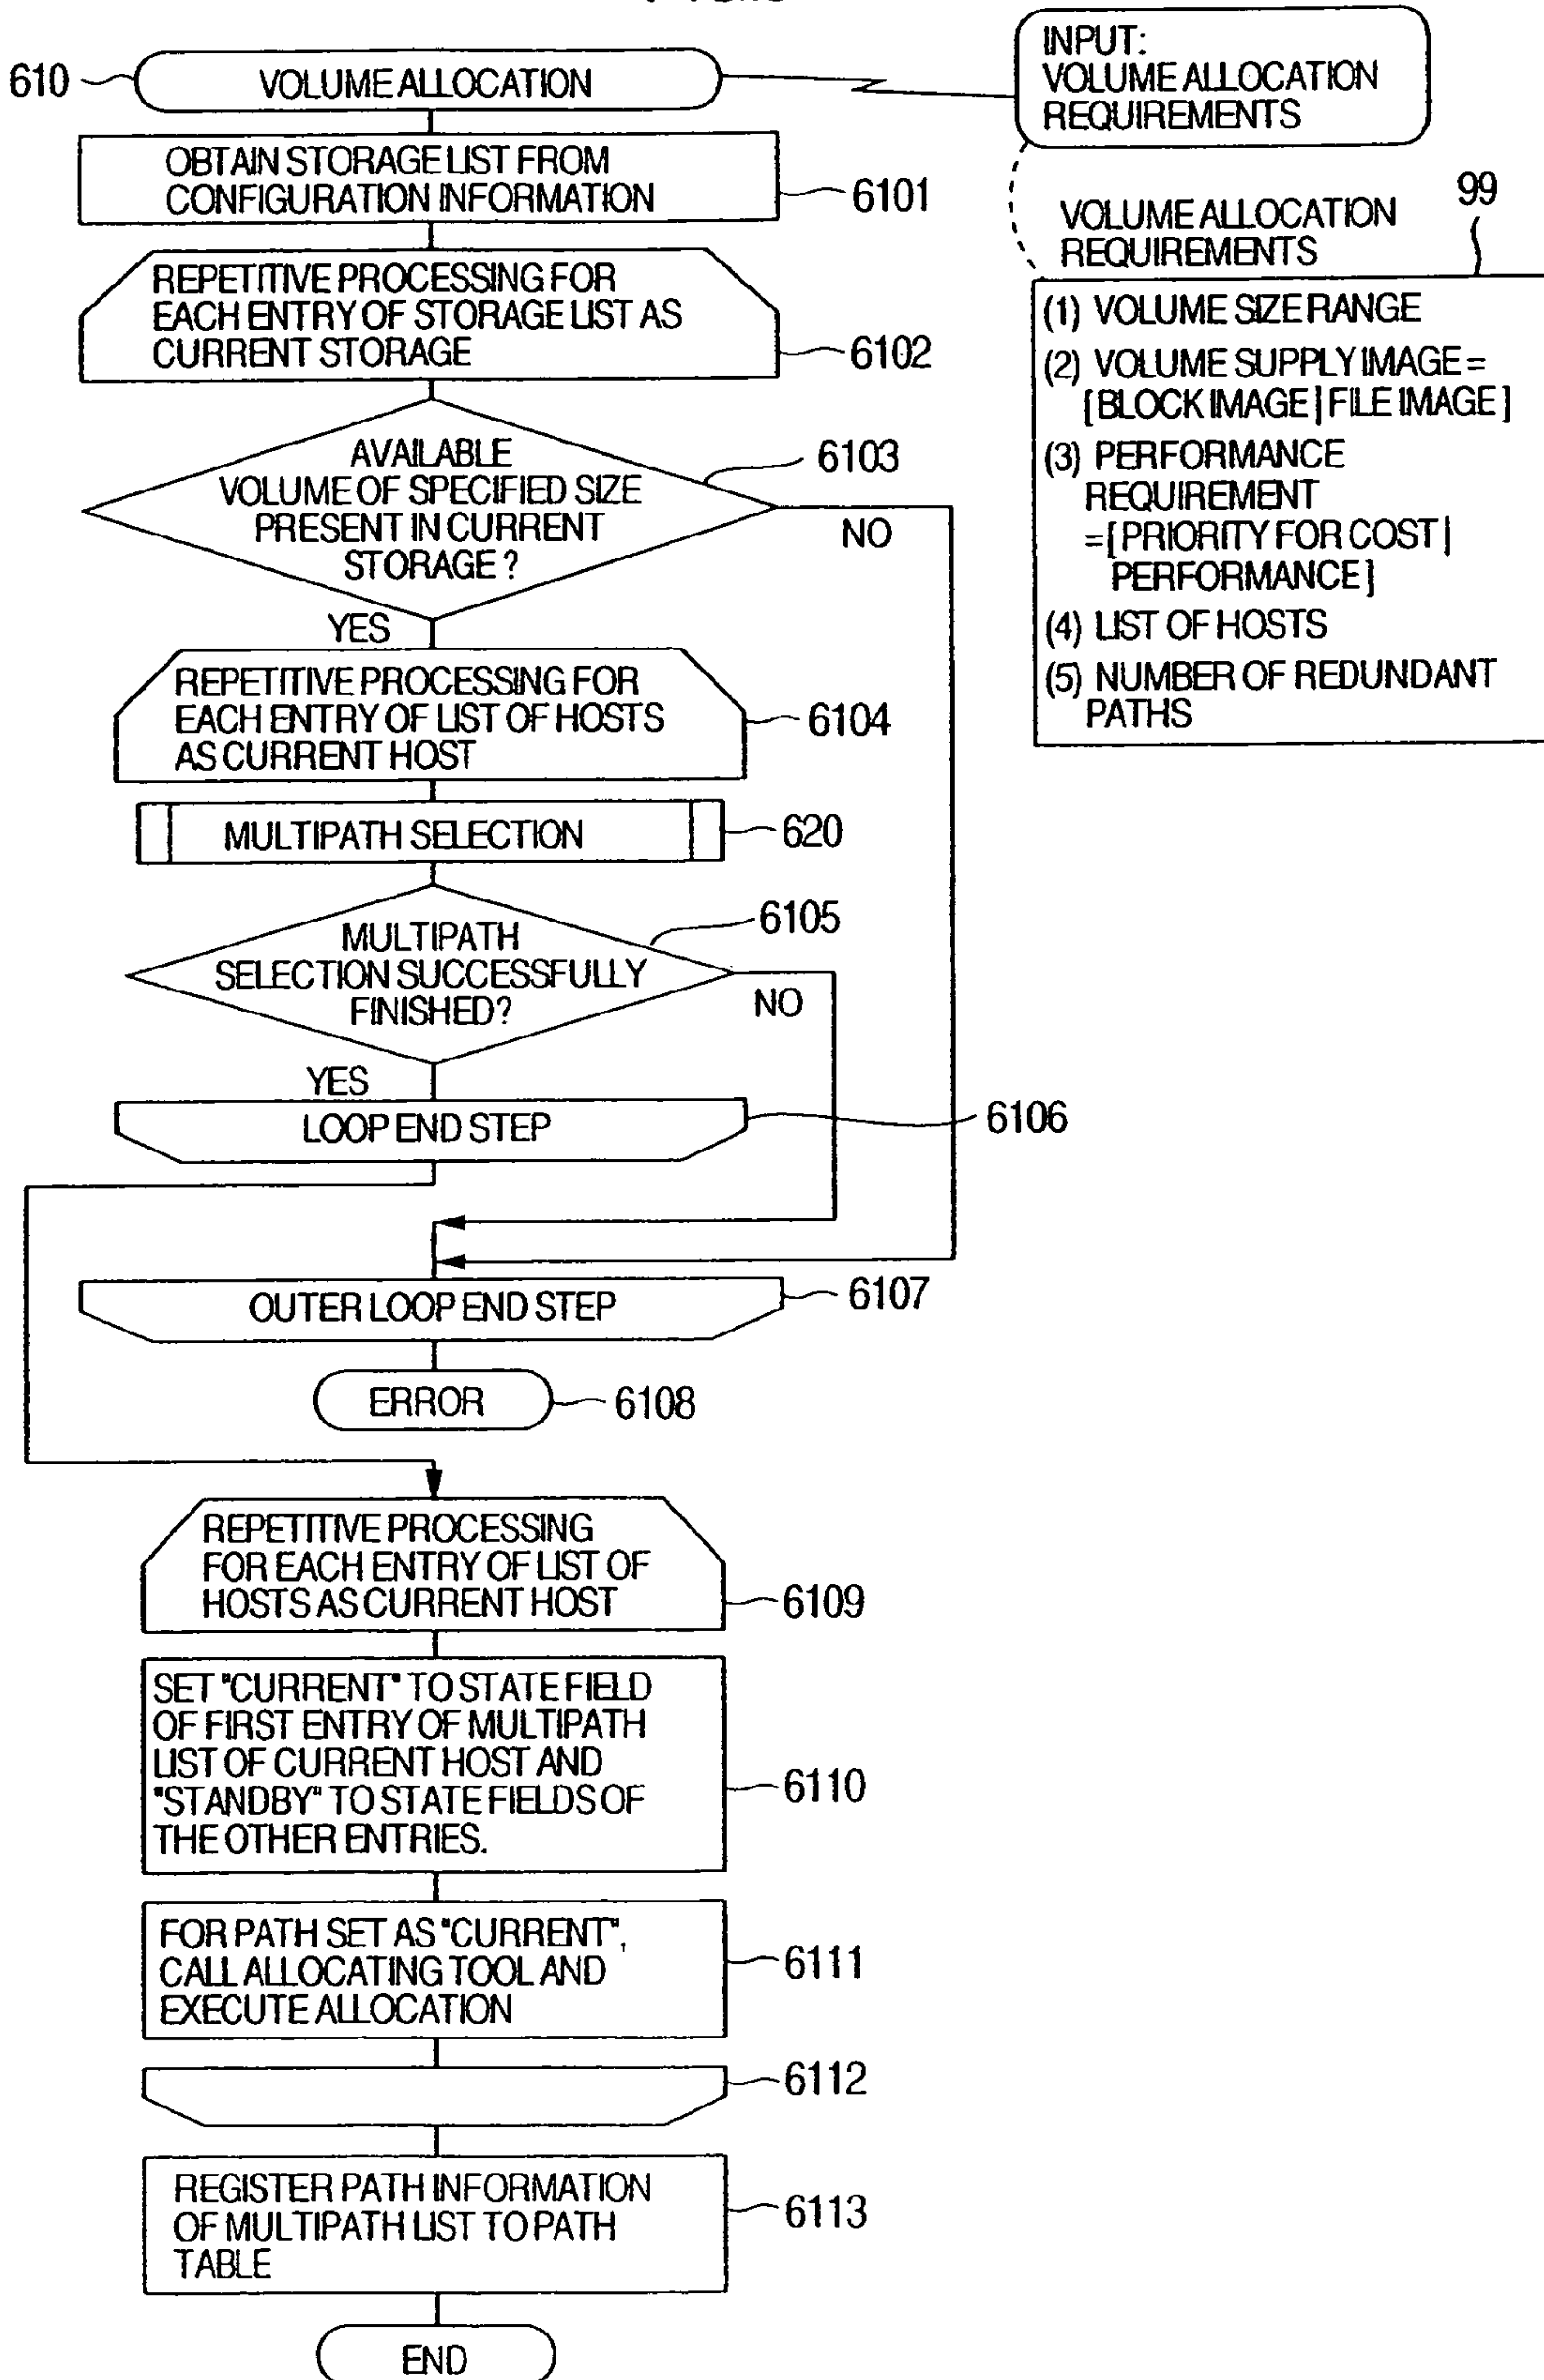 610
VOLUME ALLOCATION
INPUT:
VOLUME ALLOCATION
REQUIREMENTS
OBTAIN STORAGE LIST FROM
CONFIGURATION INFORMATION
6101
VOLUME ALLOCATION
REQUIREMENTS
99
(1) VOLUME SIZE RANGE
(2) VOLUME SUPPLY IMAGE =
[BLOCK IMAGE | FILE IMAGE]
(3) PERFORMANCE
REQUIREMENT
=[PRIORITY FOR COST |
PERFORMANCE]
(4) LIST OF HOSTS
(5) NUMBER OF REDUNDANT
PATHS
REPETITIVE PROCESSING FOR
EACH ENTRY OF STORAGE LIST AS
CURRENT STORAGE
6102
AVAILABLE
VOLUME OF SPECIFIED SIZE
PRESENT IN CURRENT
STORAGE?
6103
NO
YES
REPETITIVE PROCESSING FOR
EACH ENTRY OF LIST OF HOSTS
AS CURRENT HOST
6104
MULTIPATH SELECTION
620
MULTIPATH
SELECTION SUCCESSFULLY
FINISHED?
6105
NO
YES
LOOP END STEP
6106
OUTER LOOP END STEP
6107
ERROR
6108
REPETITIVE PROCESSING
FOR EACH ENTRY OF LIST OF
HOSTS AS CURRENT HOST
6109
SET "CURRENT" TO STATE FIELD
OF FIRST ENTRY OF MULTIPATH
LIST OF CURRENT HOST AND
"STANDBY" TO STATE FIELDS OF
THE OTHER ENTRIES.
6110
FOR PATH SET AS "CURRENT",
CALL ALLOCATING TOOL AND
EXECUTE ALLOCATION
6111
6112
REGISTER PATH INFORMATION
OF MULTIPATH LIST TO PATH
TABLE
6113
END